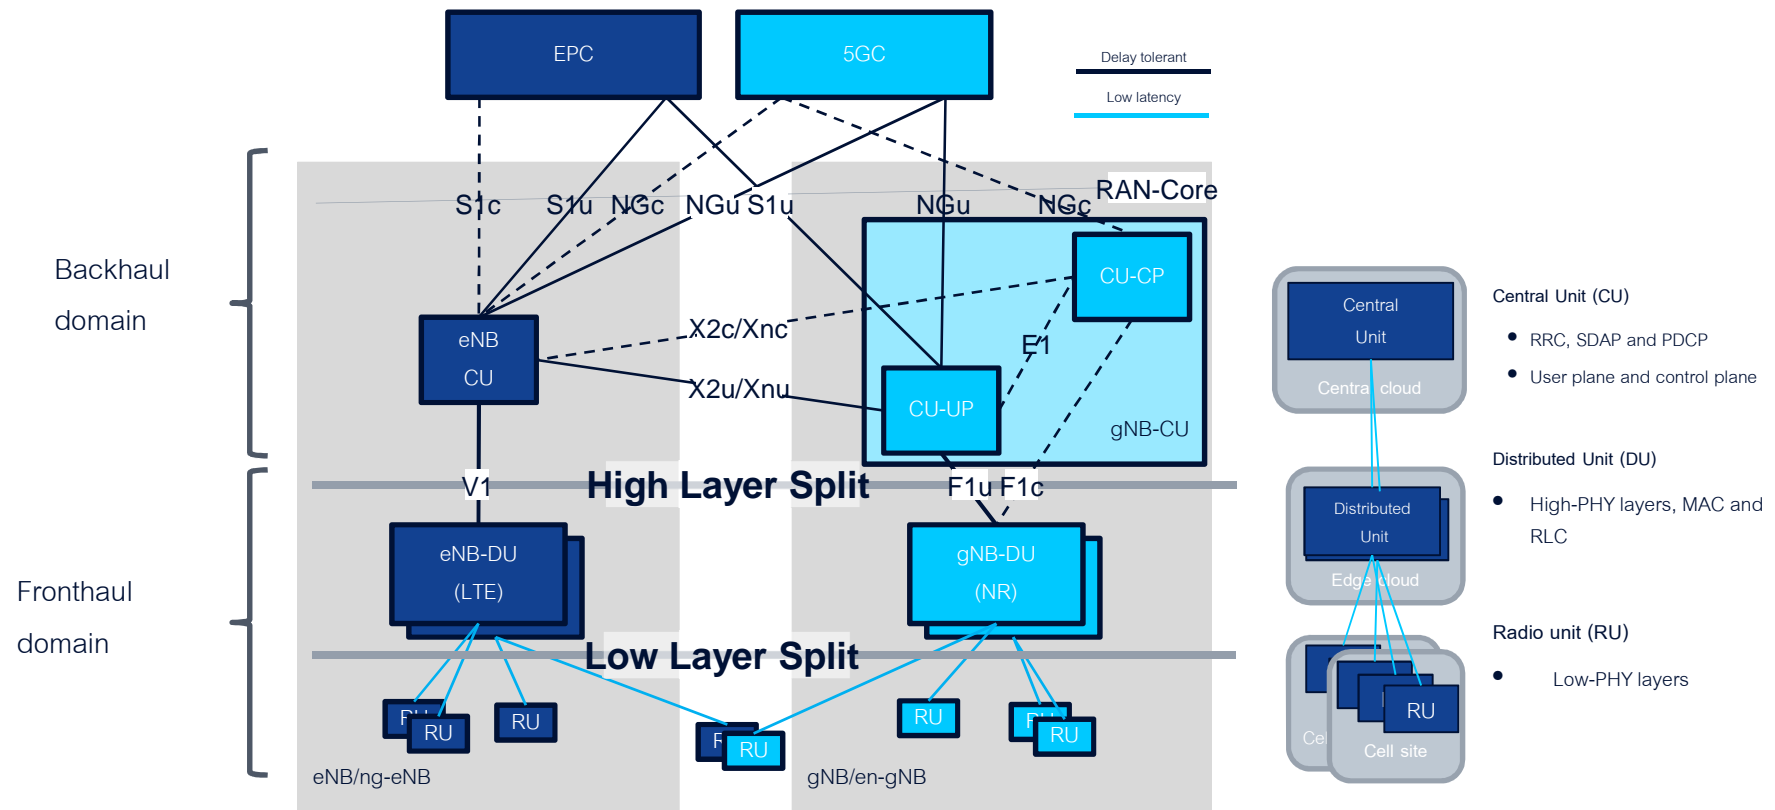 EPC
5GC
Delay tolerant
Low latency
RAN-Core
S1c
S1u
NGc
NGu
S1u
NGu
NGc
Backhaul
domain
CU-CP
eNB
CU
X2c/Xnc
E1
X2u/Xnu
CU-UP
gNB-CU
High Layer Split
V1
F1u
F1c
eNB-DU
(LTE)
gNB-DU
(NR)
Fronthaul
domain
Low Layer Split
RU
RU
RU
RU
RU
RU
RU
RU
eNB/ng-eNB
gNB/en-gNB
Central
Unit
Central cloud
Central Unit (CU)
• RRC, SDAP and PDCP
• User plane and control plane
Distributed
Unit
Edge cloud
Distributed Unit (DU)
• High-PHY layers, MAC and
RLC
RU
Cell site
Radio unit (RU)
• Low-PHY layers